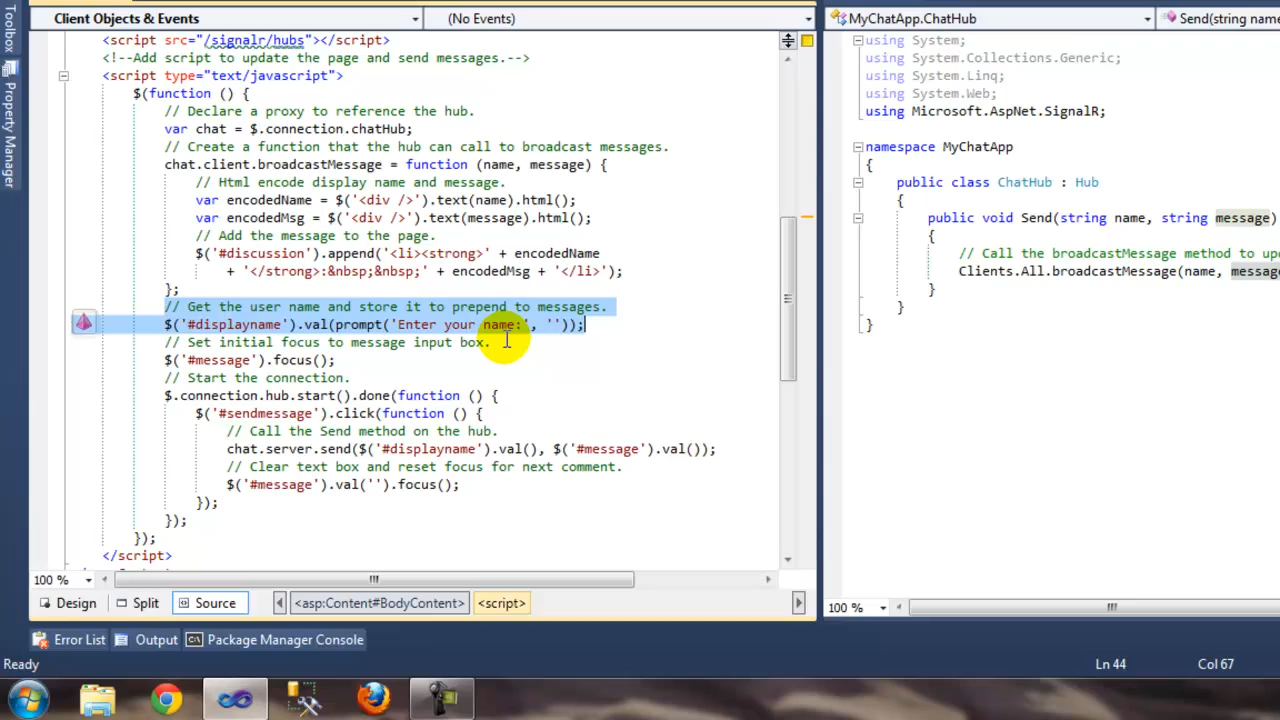 Toolbox
Property Manager
Client Objects & Events
(No Events)
<script src="/signalr/hubs"></script>
<!--Add script to update the page and send messages.-->
<script type="text/javascript">
$(function () {
// Declare a proxy to reference the hub.
var chat = $.connection.chatHub;
// Create a function that the hub can call to broadcast messages.
chat.client.broadcastMessage = function (name, message) {
// Html encode display name and message.
var encodedName = $('<div />').text(name).html();
var encodedMsg = $('<div />').text(message).html();
// Add the message to the page.
$('#discussion').append('<li><strong>' + encodedName
+ '</strong>:&nbsp;&nbsp;' + encodedMsg + '</li>');
};
// Get the user name and store it to prepend to messages.
$('#displayname').val(prompt('Enter your name:', ''));
// Set initial focus to message input box.
$('#message').focus();
// Start the connection.
$.connection.hub.start().done(function () {
$('#sendmessage').click(function () {
// Call the Send method on the hub.
chat.server.send($('#displayname').val(), $('#message').val());
// Clear text box and reset focus for next comment.
$('#message').val('').focus();
});
});
});
</script>
100 %
Design
Split
Source
<asp:Content#BodyContent>
<script>
MyChatApp.ChatHub
Send(string name
using System;
using System.Collections.Generic;
using System.Linq;
using System.Web;
using Microsoft.AspNet.SignalR;
namespace MyChatApp
{
public class ChatHub : Hub
{
public void Send(string name, string message)
{
// Call the broadcastMessage method to up
Clients.All.broadcastMessage(name, message
}
}
}
100 %
Error List
Output
Package Manager Console
Ready
Ln 44
Col 67